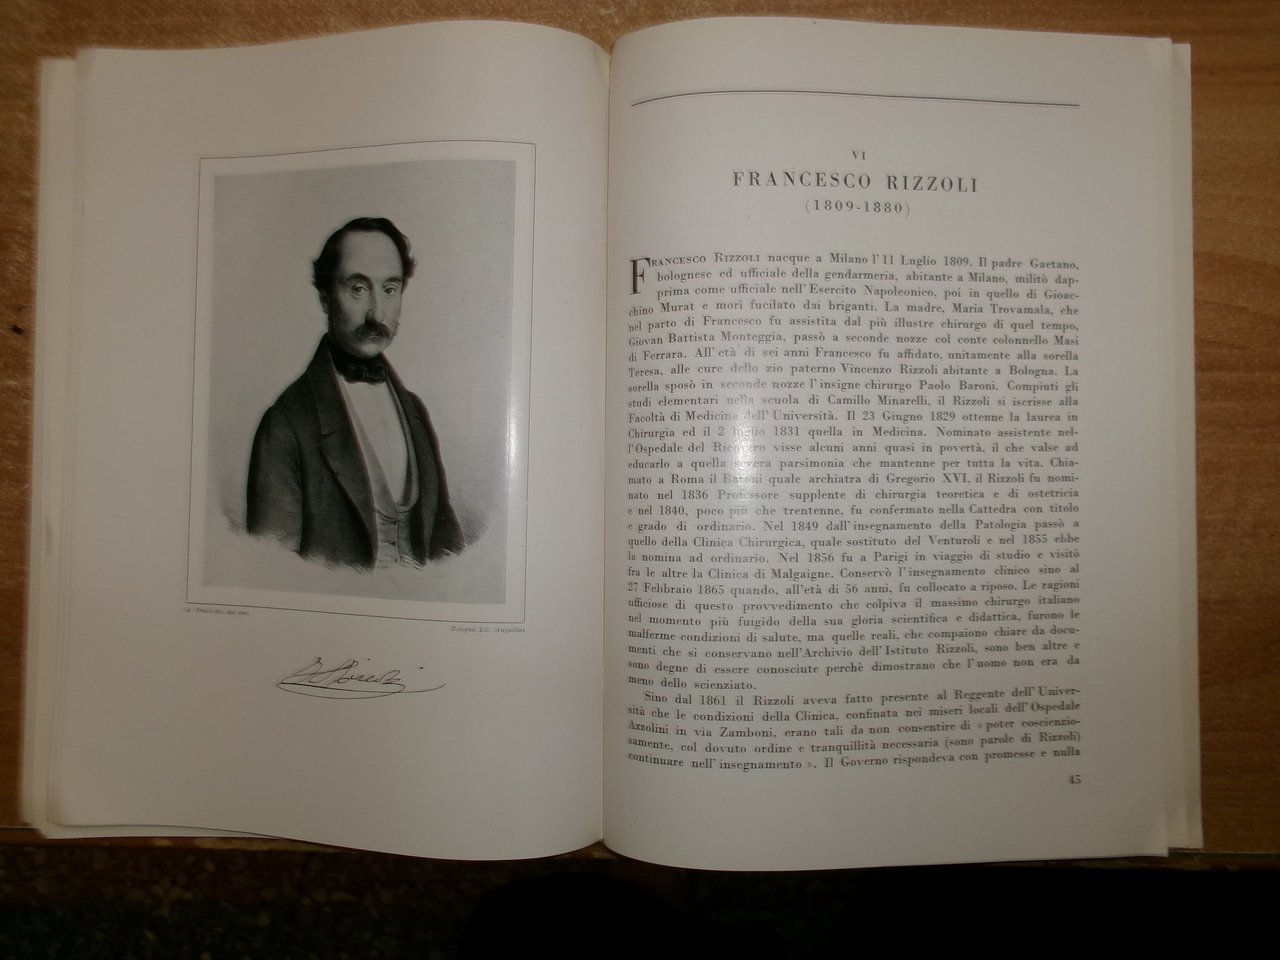 Bologna Lit. Angiolini
VI
FRANCESCO RIZZOLI
(1809-1880)
FRANCESCO RIZZOLI nacque a Milano l'11 Luglio 1809. Il padre Gaetano,
bolognese ed ufficiale della gendarmeria, abitante a Milano, militò dap-
prima come ufficiale nell'Esercito Napoleonico, poi in quello di Gioac-
chino Murat e morì fucilato dai briganti. La madre, Maria Trovamala, che
nel parto di Francesco fu assistita dal più illustre chirurgo di quel tempo,
Giovan Battista Monteggia, passò a seconde nozze col conte colonnello Masi
di Ferrara. All'età di sei anni Francesco fu affidato, unitamente alla sorella
Teresa, alle cure dello zio paterno Vincenzo Rizzoli abitante a Bologna. La
sorella sposò in seconde nozze l'insigne chirurgo Paolo Baroni. Compiuti gli
studi elementari nella scuola di Camillo Minarelli, il Rizzoli si iscrisse alla
Facoltà di Medicina dell'Università. Il 23 Giugno 1829 ottenne la laurea in
Chirurgia ed il 2 luglio 1831 quella in Medicina. Nominato assistente nel-
l'Ospedale del Ricovero visse alcuni anni quasi in povertà, il che valse ad
educarlo a quella severa parsimonia che mantenne per tutta la vita. Chia-
mato a Roma il Baroni quale archiatra di Gregorio XVI, il Rizzoli fu nomi-
nato nel 1836 Professore supplente di chirurgia teoretica e di ostetricia
e nel 1840, poco più che trentenne, fu confermato nella Cattedra con titolo
e grado di ordinario. Nel 1849 dall'insegnamento della Patologia passò a
quello della Clinica Chirurgica, quale sostituto del Venturoli e nel 1855 ebbe
la nomina ad ordinario. Nel 1856 fu a Parigi in viaggio di studio e visitò
fra le altre la Clinica di Malgaigne. Conservò l'insegnamento clinico sino al
27 Febbraio 1865 quando, all'età di 56 anni, fu collocato a riposo. Le ragioni
ufficiose di questo provvedimento che colpiva il massimo chirurgo italiano
nel momento più fulgido della sua gloria scientifica e didattica, furono le
malferme condizioni di salute, ma quelle reali, che compaiono chiare da docu-
menti che si conservano nell'Archivio dell'Istituto Rizzoli, sono ben altre e
sono degne di essere conosciute perchè dimostrano che l'uomo non era da
meno dello scienziato.
Sino dal 1861 il Rizzoli aveva fatto presente al Reggente dell'Univer-
sità che le condizioni della Clinica, confinata nei miseri locali dell'Ospedale
Azzolini in via Zamboni, erano tali da non consentire di « poter coscienzio-
samente, col dovuto ordine e tranquillità necessaria (sono parole di Rizzoli)
continuare nell'insegnamento ». Il Governo rispondeva con promesse e nulla
45